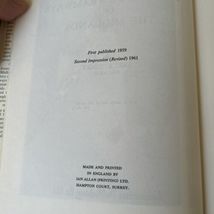 First published 1959
Second Impression (Revised) 1961
MADE AND PRINTED
IN ENGLAND BY
IAN ALLAN (PRINTING) LTD.
HAMPTON COURT, SURREY.